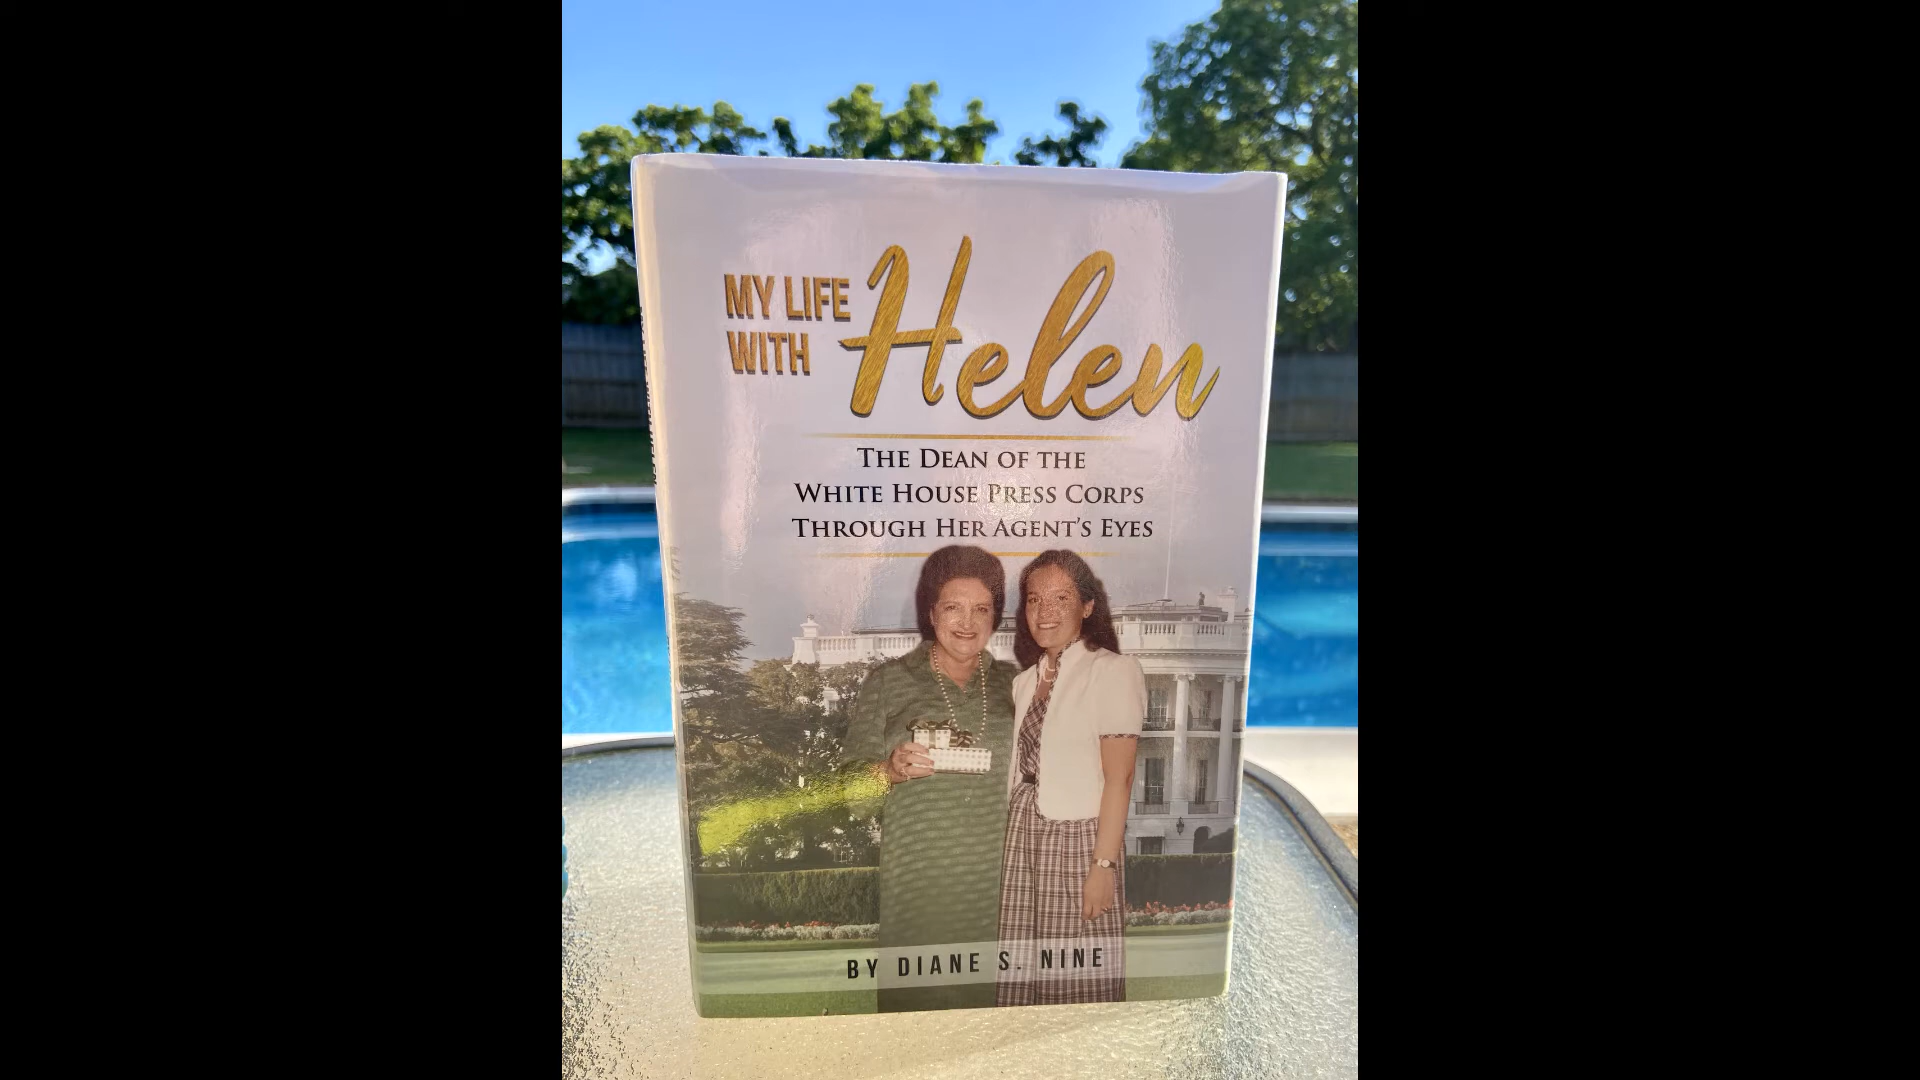 MY LIFE
WITH
Helen
THE DEAN OF THE
WHITE HOUSE PRESS CORPS
THROUGH HER AGENT'S EYES
BY DIANE S. NINE